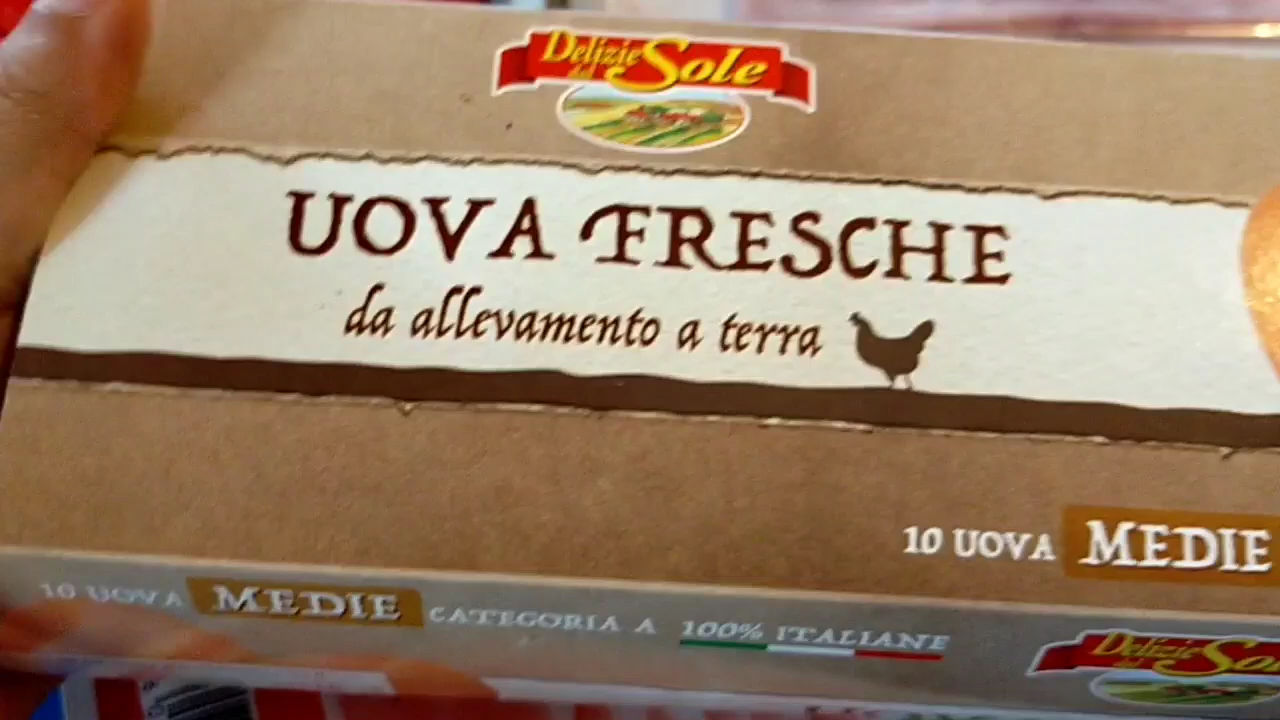 Delizie
del Sole
UOVA FRESCHE
da allevamento a terra
10 UOVA MEDIE
10 UOVA MEDIE CATEGORIA A 100% ITALIANE
Delizie
del